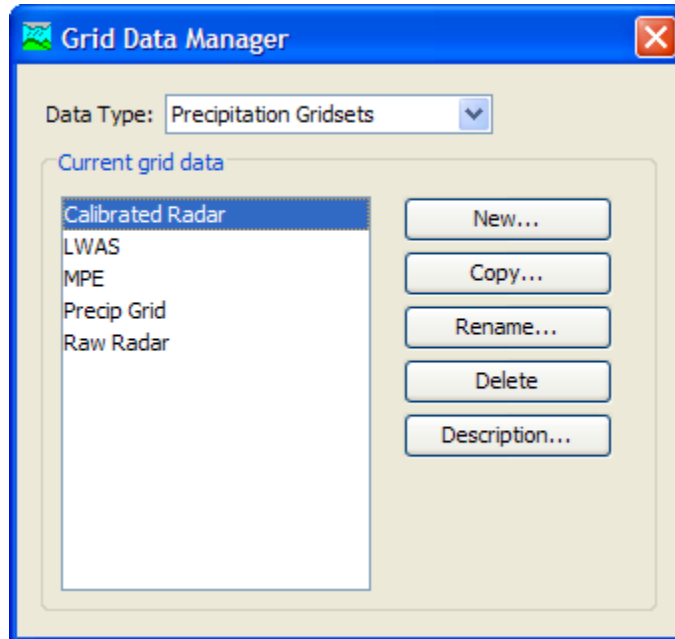 Grid Data Manager
Data Type: Precipitation Gridsets
Current grid data
Calibrated Radar
LWAS
MPE
Precip Grid
Raw Radar
New...
Copy...
Rename...
Delete
Description...